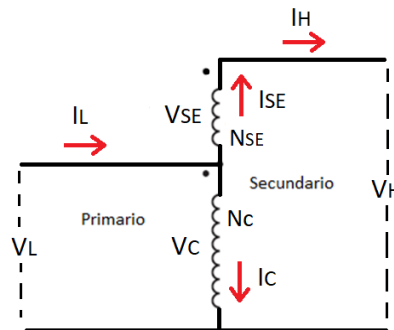 IH
IL
ISE
VSE
NSE
Secundario
Primario
NC
VH
VL
VC
IC